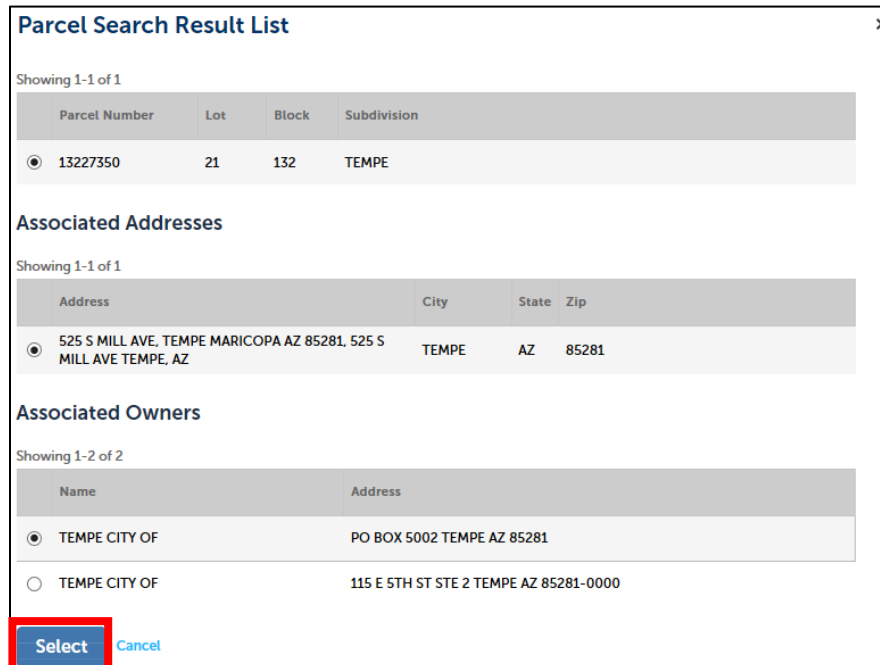 Parcel Search Result List
Showing 1-1 of 1
Parcel Number Lot Block Subdivision
13227350 21 132 TEMPE
Associated Addresses
Showing 1-1 of 1
Address City State Zip
525 S MILL AVE, TEMPE MARICOPA AZ 85281, 525 S
MILL AVE TEMPE, AZ TEMPE AZ 85281
Associated Owners
Showing 1-2 of 2
Name Address
TEMPE CITY OF PO BOX 5002 TEMPE AZ 85281
TEMPE CITY OF 115 E 5TH ST STE 2 TEMPE AZ 85281-0000
Select Cancel